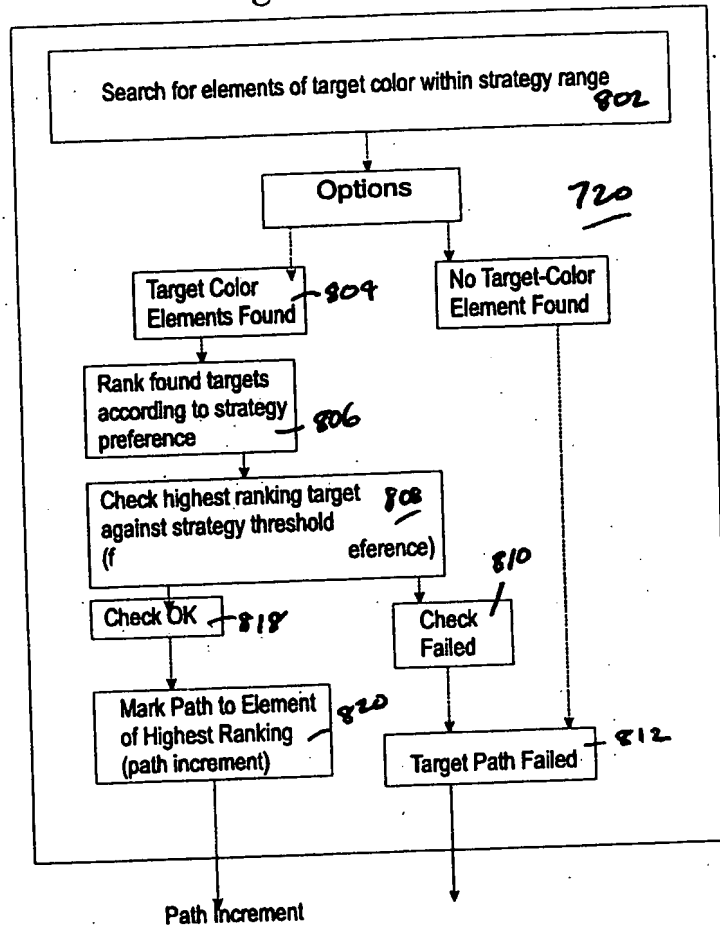 Search for elements of target color within strategy range
802
Options
720
Target Color
Elements Found
804
No Target-Color
Element Found
Rank found targets
according to strategy
preference
806
Check highest ranking target
against strategy threshold
(f eference)
808
810
Check OK
818
Check
Failed
Mark Path to Element
of Highest Ranking
(path increment)
820
Target Path Failed
812
Path Increment